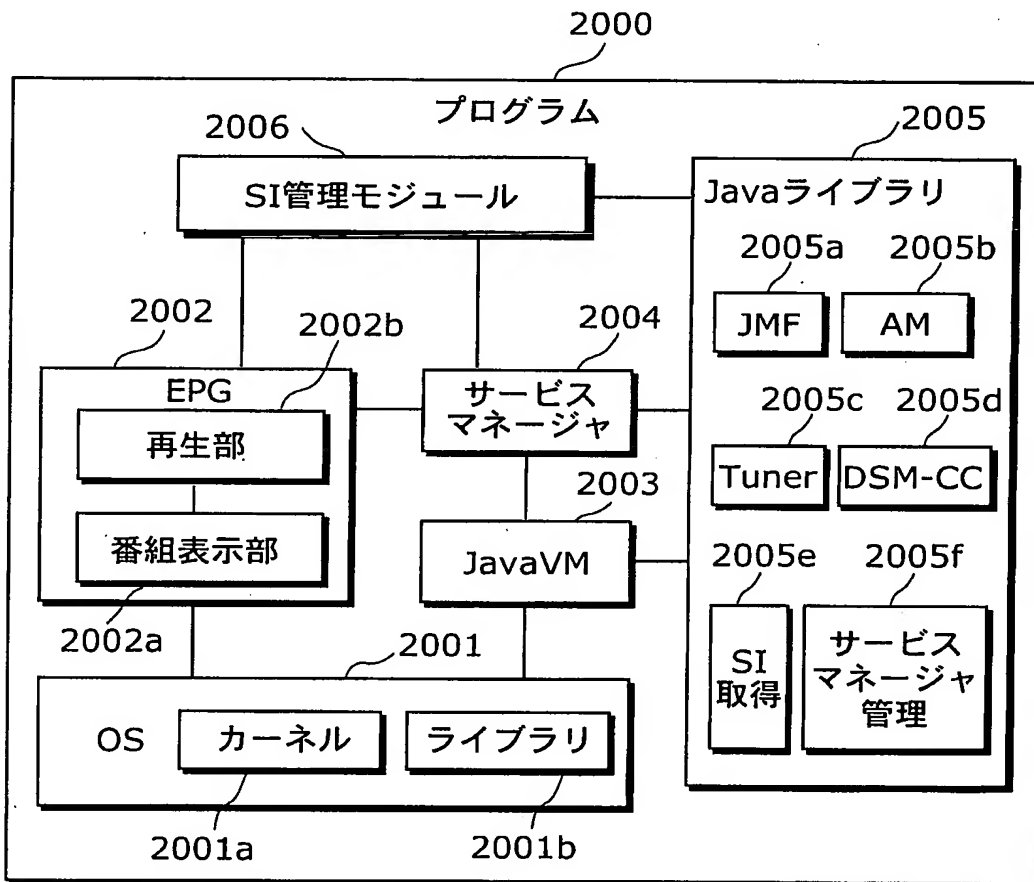 2000
プログラム
2006
SI管理モジュール
2005
Javaライブラリ
2005a
2005b
JMF
AM
2002
2002b
2004
EPG
再生部
番組表示部
サービス
マネージャ
2005c
2005d
Tuner
DSM-CC
2003
JavaVM
2005e
2005f
SI
取得
サービス
マネージャ
管理
2002a
2001
OS
カーネル
ライブラリ
2001a
2001b